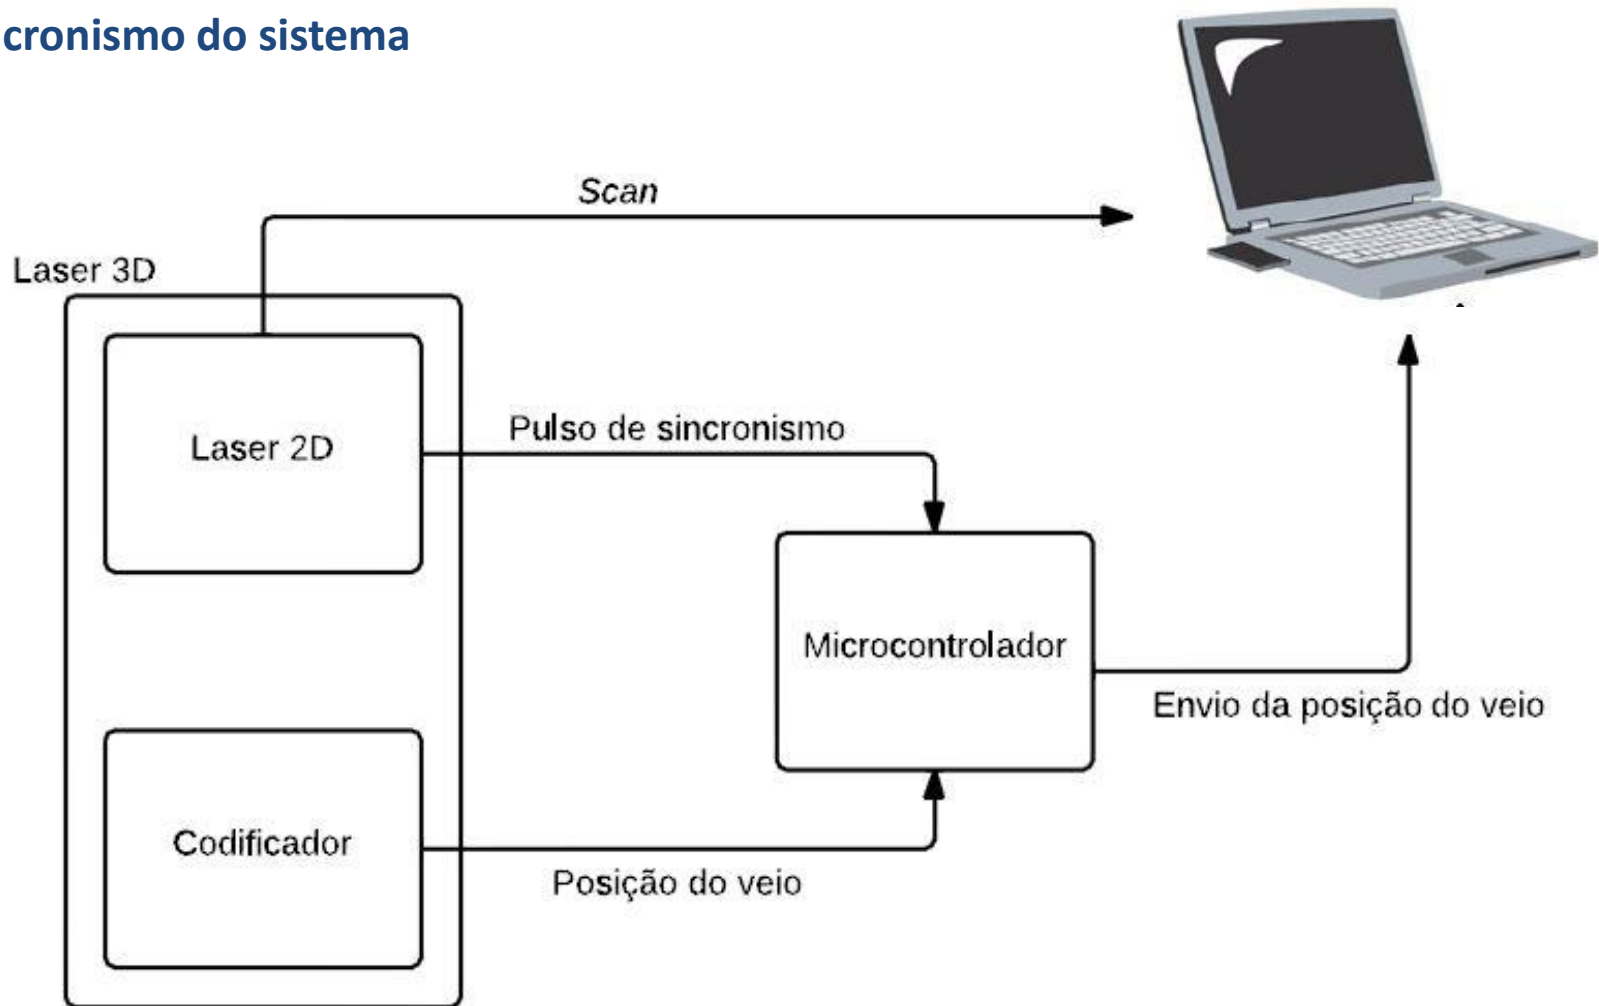 cronismo do sistema
Scan
Laser 3D
Laser 2D
Pulso de sincronismo
Microcontrolador
Envio da posição do veio
Codificador
Posição do veio